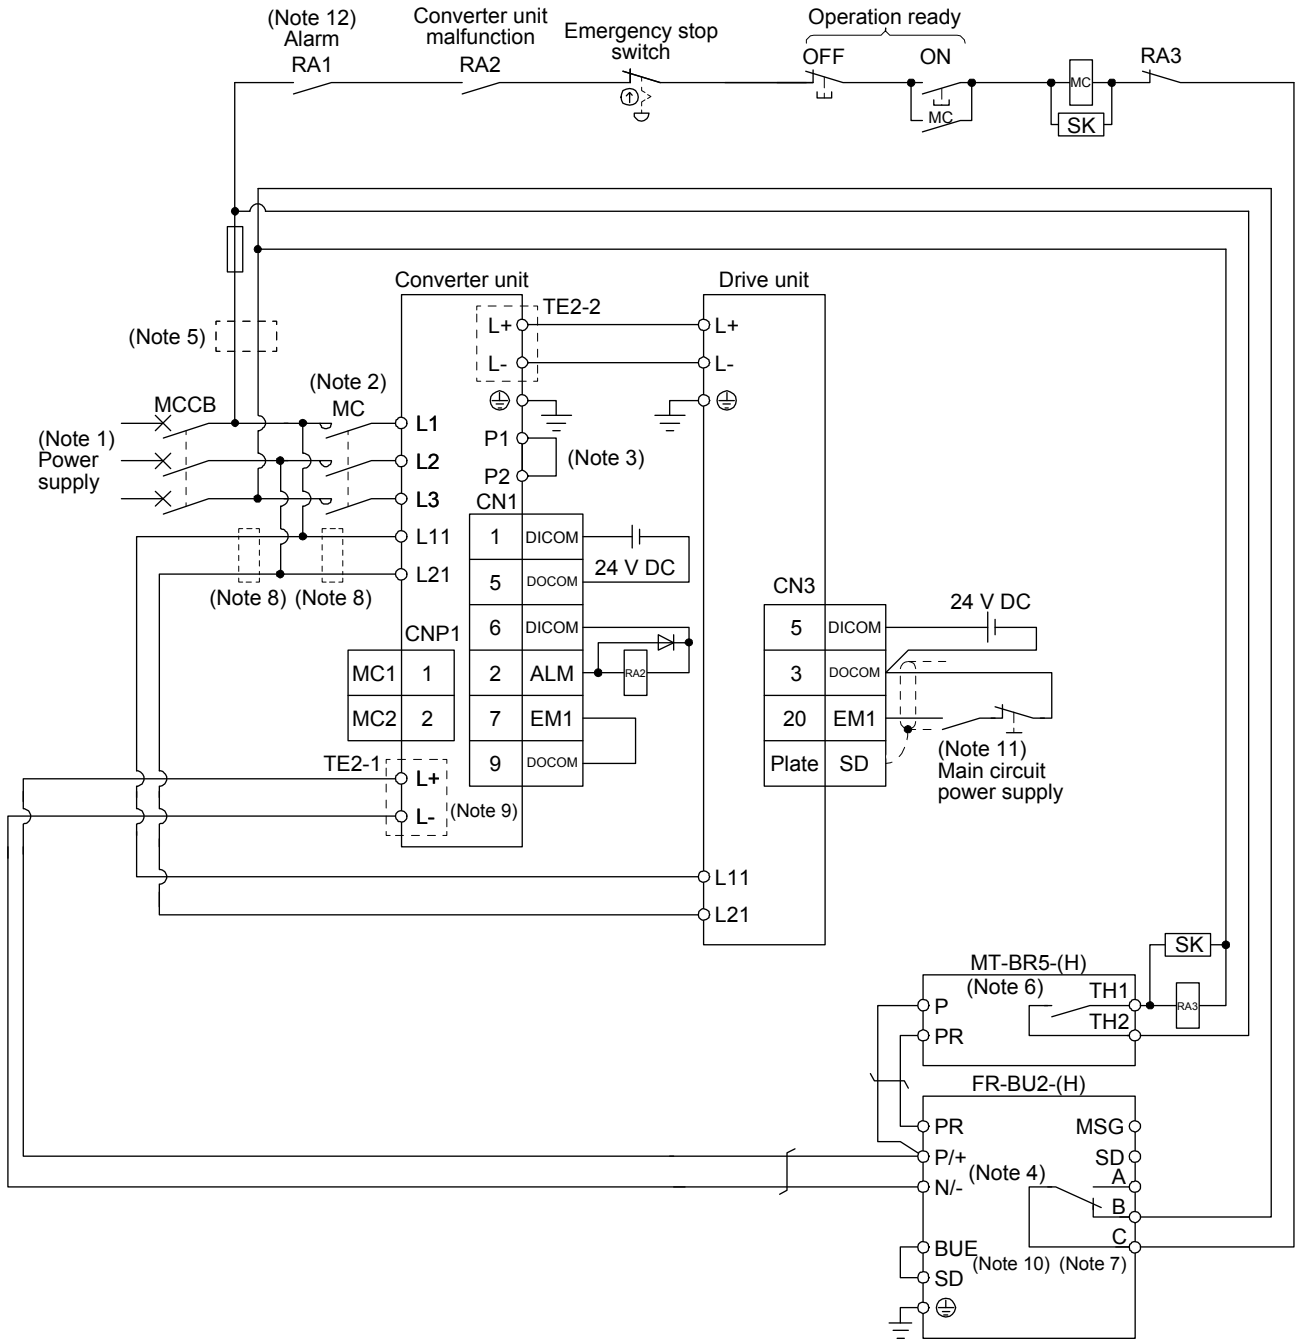 (Note 12)
Alarm
RA1
Converter unit
malfunction
RA2
Emergency stop
switch
Operation ready
OFF
ON
MC
MC
SK
RA3
Converter unit
Drive unit
TE2-2
L+
L-
L+
L-
(Note 5)
(Note 2)
MCCB
MC
(Note 1)
Power
supply
L1
L2
L3
L11
L21
P1
P2
(Note 3)
CN1
1 DICOM
5 DOCOM
24 V DC
6 DICOM
2 ALM
RA2
7 EM1
9 DOCOM
(Note 8) (Note 8)
CNP1
MC1 1
MC2 2
TE2-1
L+
L-
(Note 9)
CN3
24 V DC
5 DICOM
3 DOCOM
20 EM1
Plate SD
(Note 11)
Main circuit
power supply
L11
L21
SK
MT-BR5-(H)
(Note 6)
P
PR
TH1
TH2
RA3
FR-BU2-(H)
PR
P/+
N/-
(Note 4)
MSG
SD
A
B
C
BUE
SD
(Note 10) (Note 7)